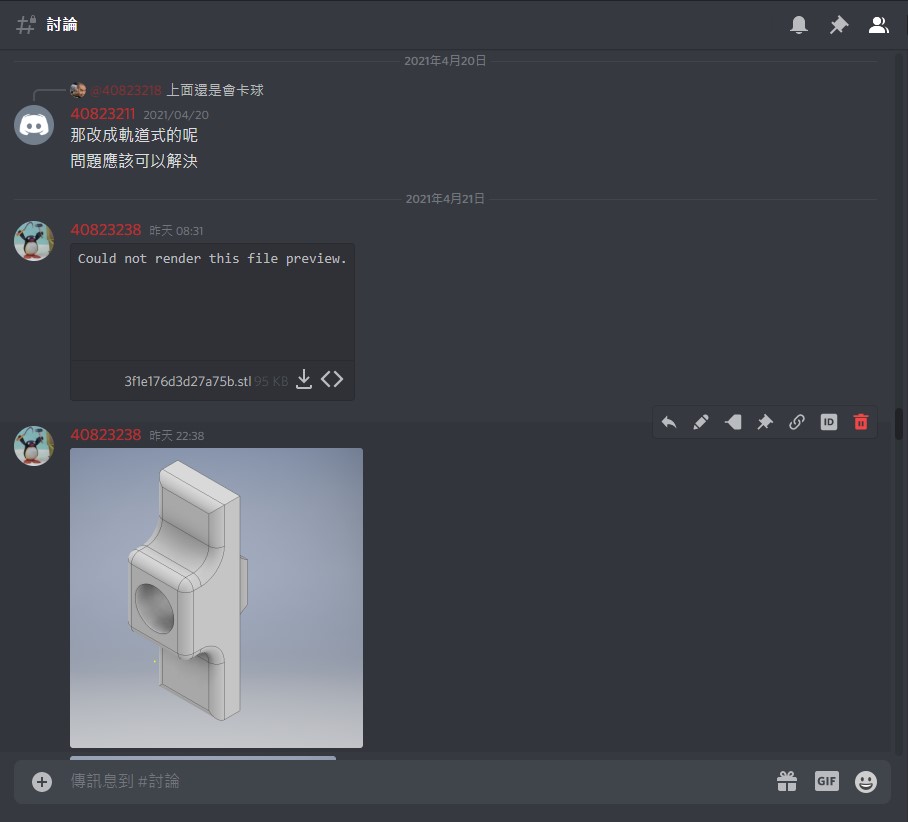 討論
2021年4月20日
@40823218 上面還是會卡球
40823211 2021/04/20
那改成軌道式的呢
問題應該可以解決
2021年4月21日
40823238 昨天 08:31
Could not render this file preview.
3f1e176d3d27a75b.stl 95 KB
40823238 昨天 22:38
ID
傳訊息到 #討論
GIF